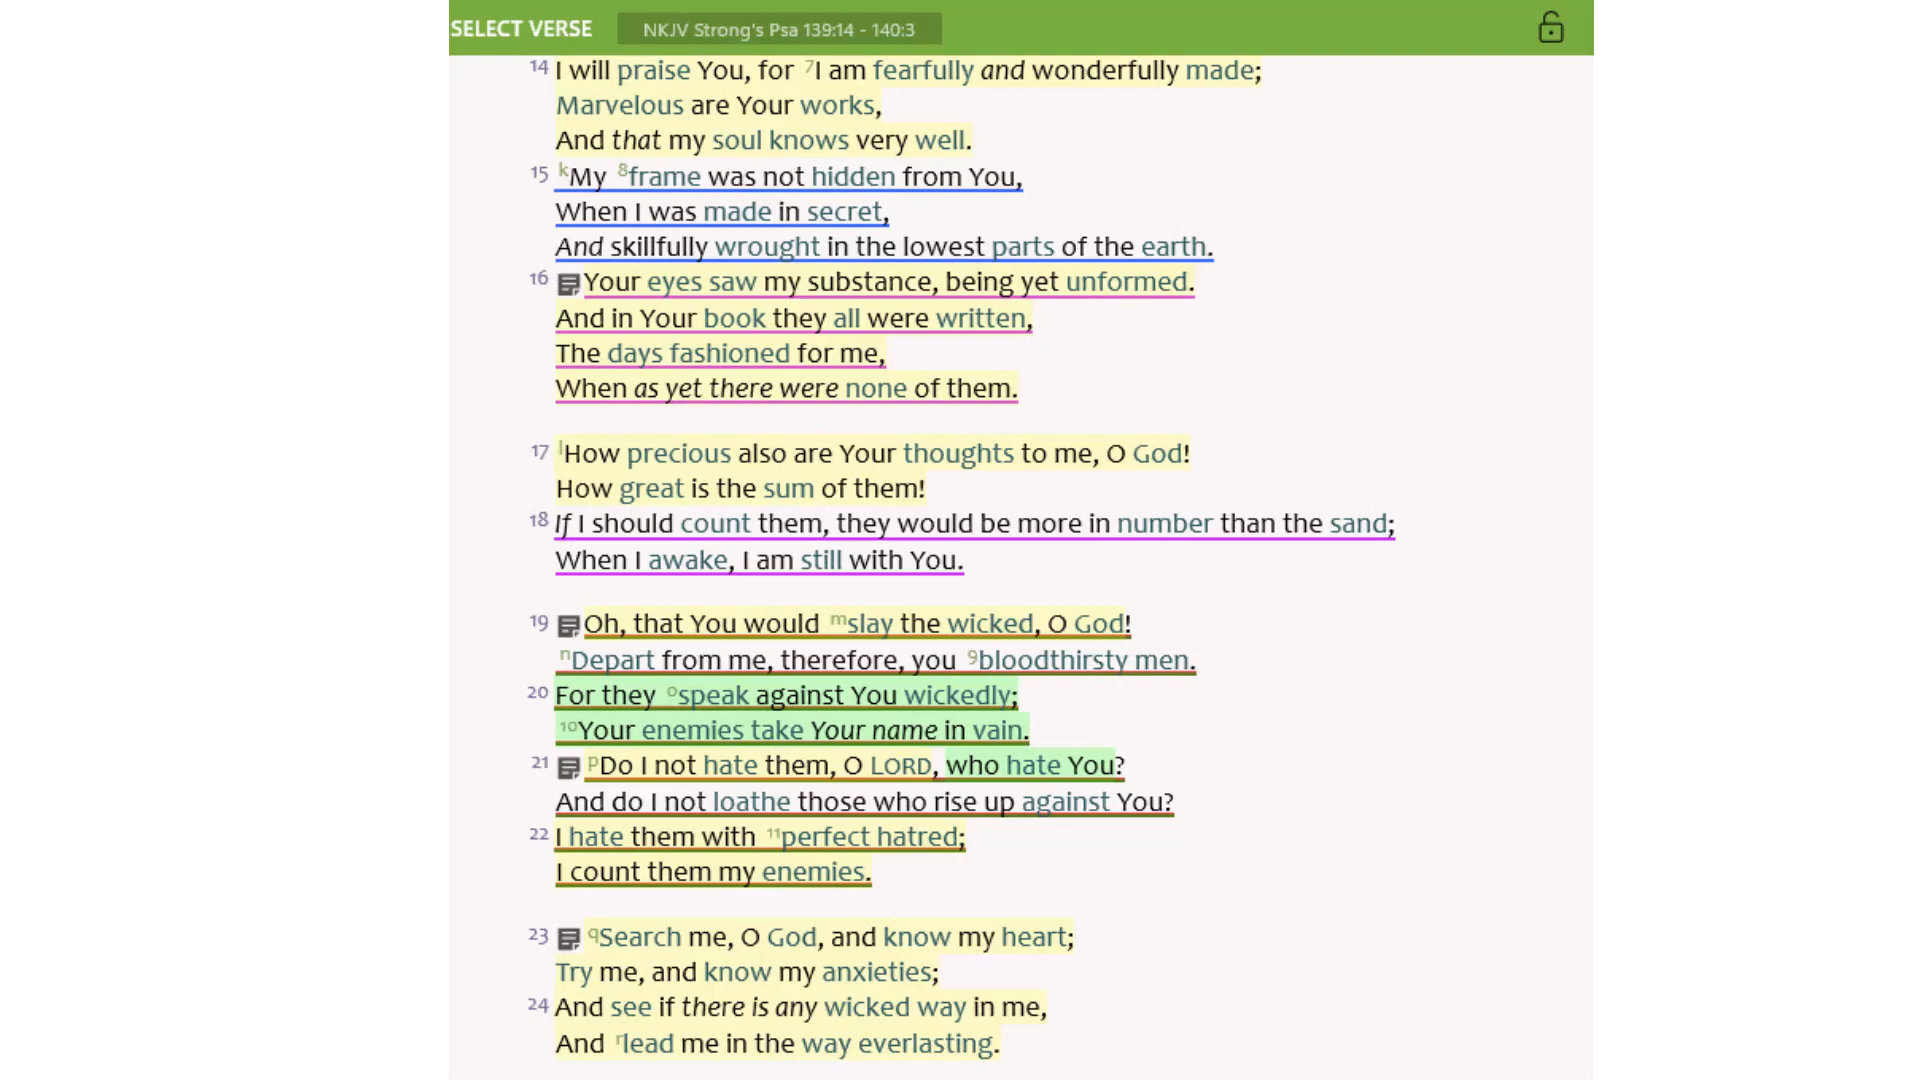 SELECT VERSE NKJV Strong's Psa 139:14 - 140:3
14 I will praise You, for 7I am fearfully and wonderfully made;
Marvelous are Your works,
And that my soul knows very well.
15 kMy 8frame was not hidden from You,
When I was made in secret,
And skillfully wrought in the lowest parts of the earth.
16 Your eyes saw my substance, being yet unformed.
And in Your book they all were written,
The days fashioned for me,
When as yet there were none of them.
17 lHow precious also are Your thoughts to me, O God!
How great is the sum of them!
18 If I should count them, they would be more in number than the sand;
When I awake, I am still with You.
19 Oh, that You would mslay the wicked, O God!
nDepart from me, therefore, you 9bloodthirsty men.
20 For they ospeak against You wickedly;
10Your enemies take Your name in vain.
21 pDo I not hate them, O LORD, who hate You?
And do I not loathe those who rise up against You?
22 I hate them with 11perfect hatred;
I count them my enemies.
23 qSearch me, O God, and know my heart;
Try me, and know my anxieties;
24 And see if there is any wicked way in me,
And rlead me in the way everlasting.